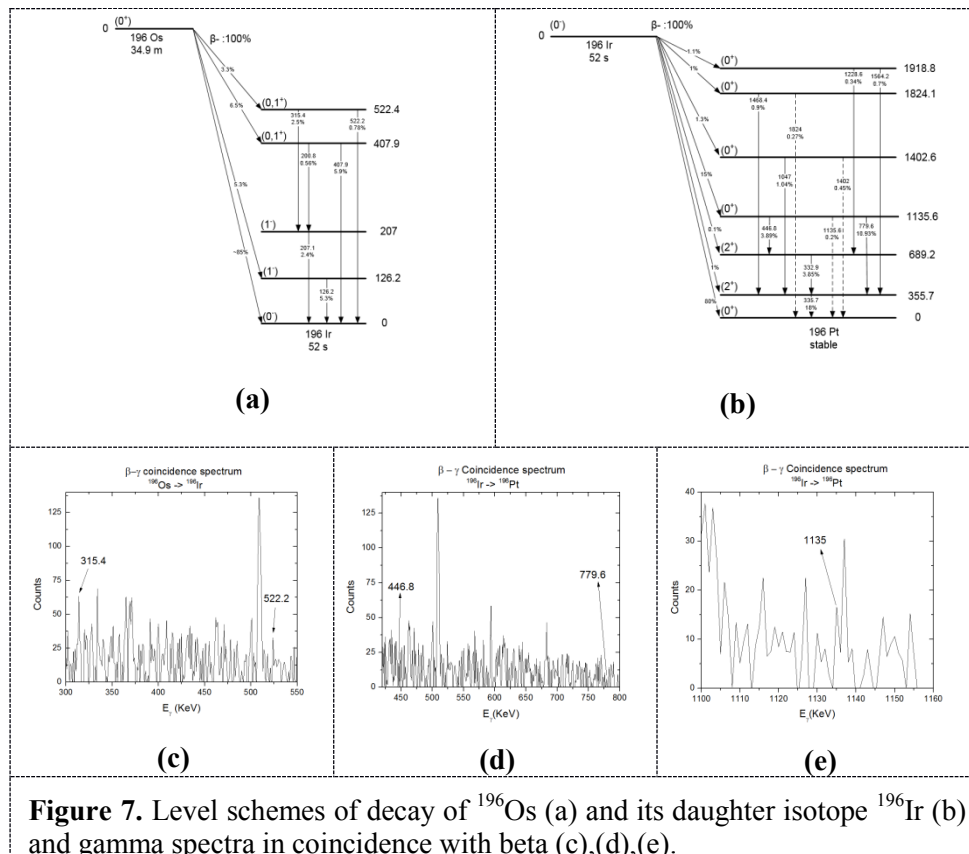 (0+)
0
β- :100%
196 Os
34.9 m
3.3%
6.5%
5.3%
~85%
(0,1+)
522.4
315.4
2.5%
522.2
0.78%
(0,1+)
407.9
200.8
0.56%
407.9
5.9%
(1-)
207
207.1
2.4%
(1-)
126.2
126.2
5.3%
(0-)
0
196 Ir
52 s
(a)
(0-)
0
β- :100%
196 Ir
52 s
1.1%
1%
1.3%
15%
0.1%
1%
80%
(0+)
1918.8
1228.6
0.34%
1564.2
0.7%
(0+)
1824.1
1468.4
0.9%
1824
0.27%
(0+)
1402.6
1047
1.04%
1402
0.45%
(0+)
1135.6
446.8
3.89%
1135.6
0.2%
779.6
10.93%
(2+)
689.2
332.9
3.85%
(2+)
355.7
335.7
18%
(0+)
0
196 Pt
stable
(b)
β-γ coincidence spectrum
196Os -> 196Ir
125
100
75
50
25
0
Counts
315.4
522.2
300 350 400 450 500 550
Eγ (KeV)
(c)
β – γ Coincidence spectrum
196Ir -> 196Pt
125
100
75
50
25
0
Counts
446.8
779.6
450 500 550 600 650 700 750 800
Eγ(KeV)
(d)
β – γ Coincidence spectrum
196Ir -> 196Pt
40
30
20
10
0
Counts
1135
1100 1110 1120 1130 1140 1150 1160
Eγ(KeV)
(e)
Figure 7. Level schemes of decay of 196Os (a) and its daughter isotope 196Ir (b)
and gamma spectra in coincidence with beta (c),(d),(e).